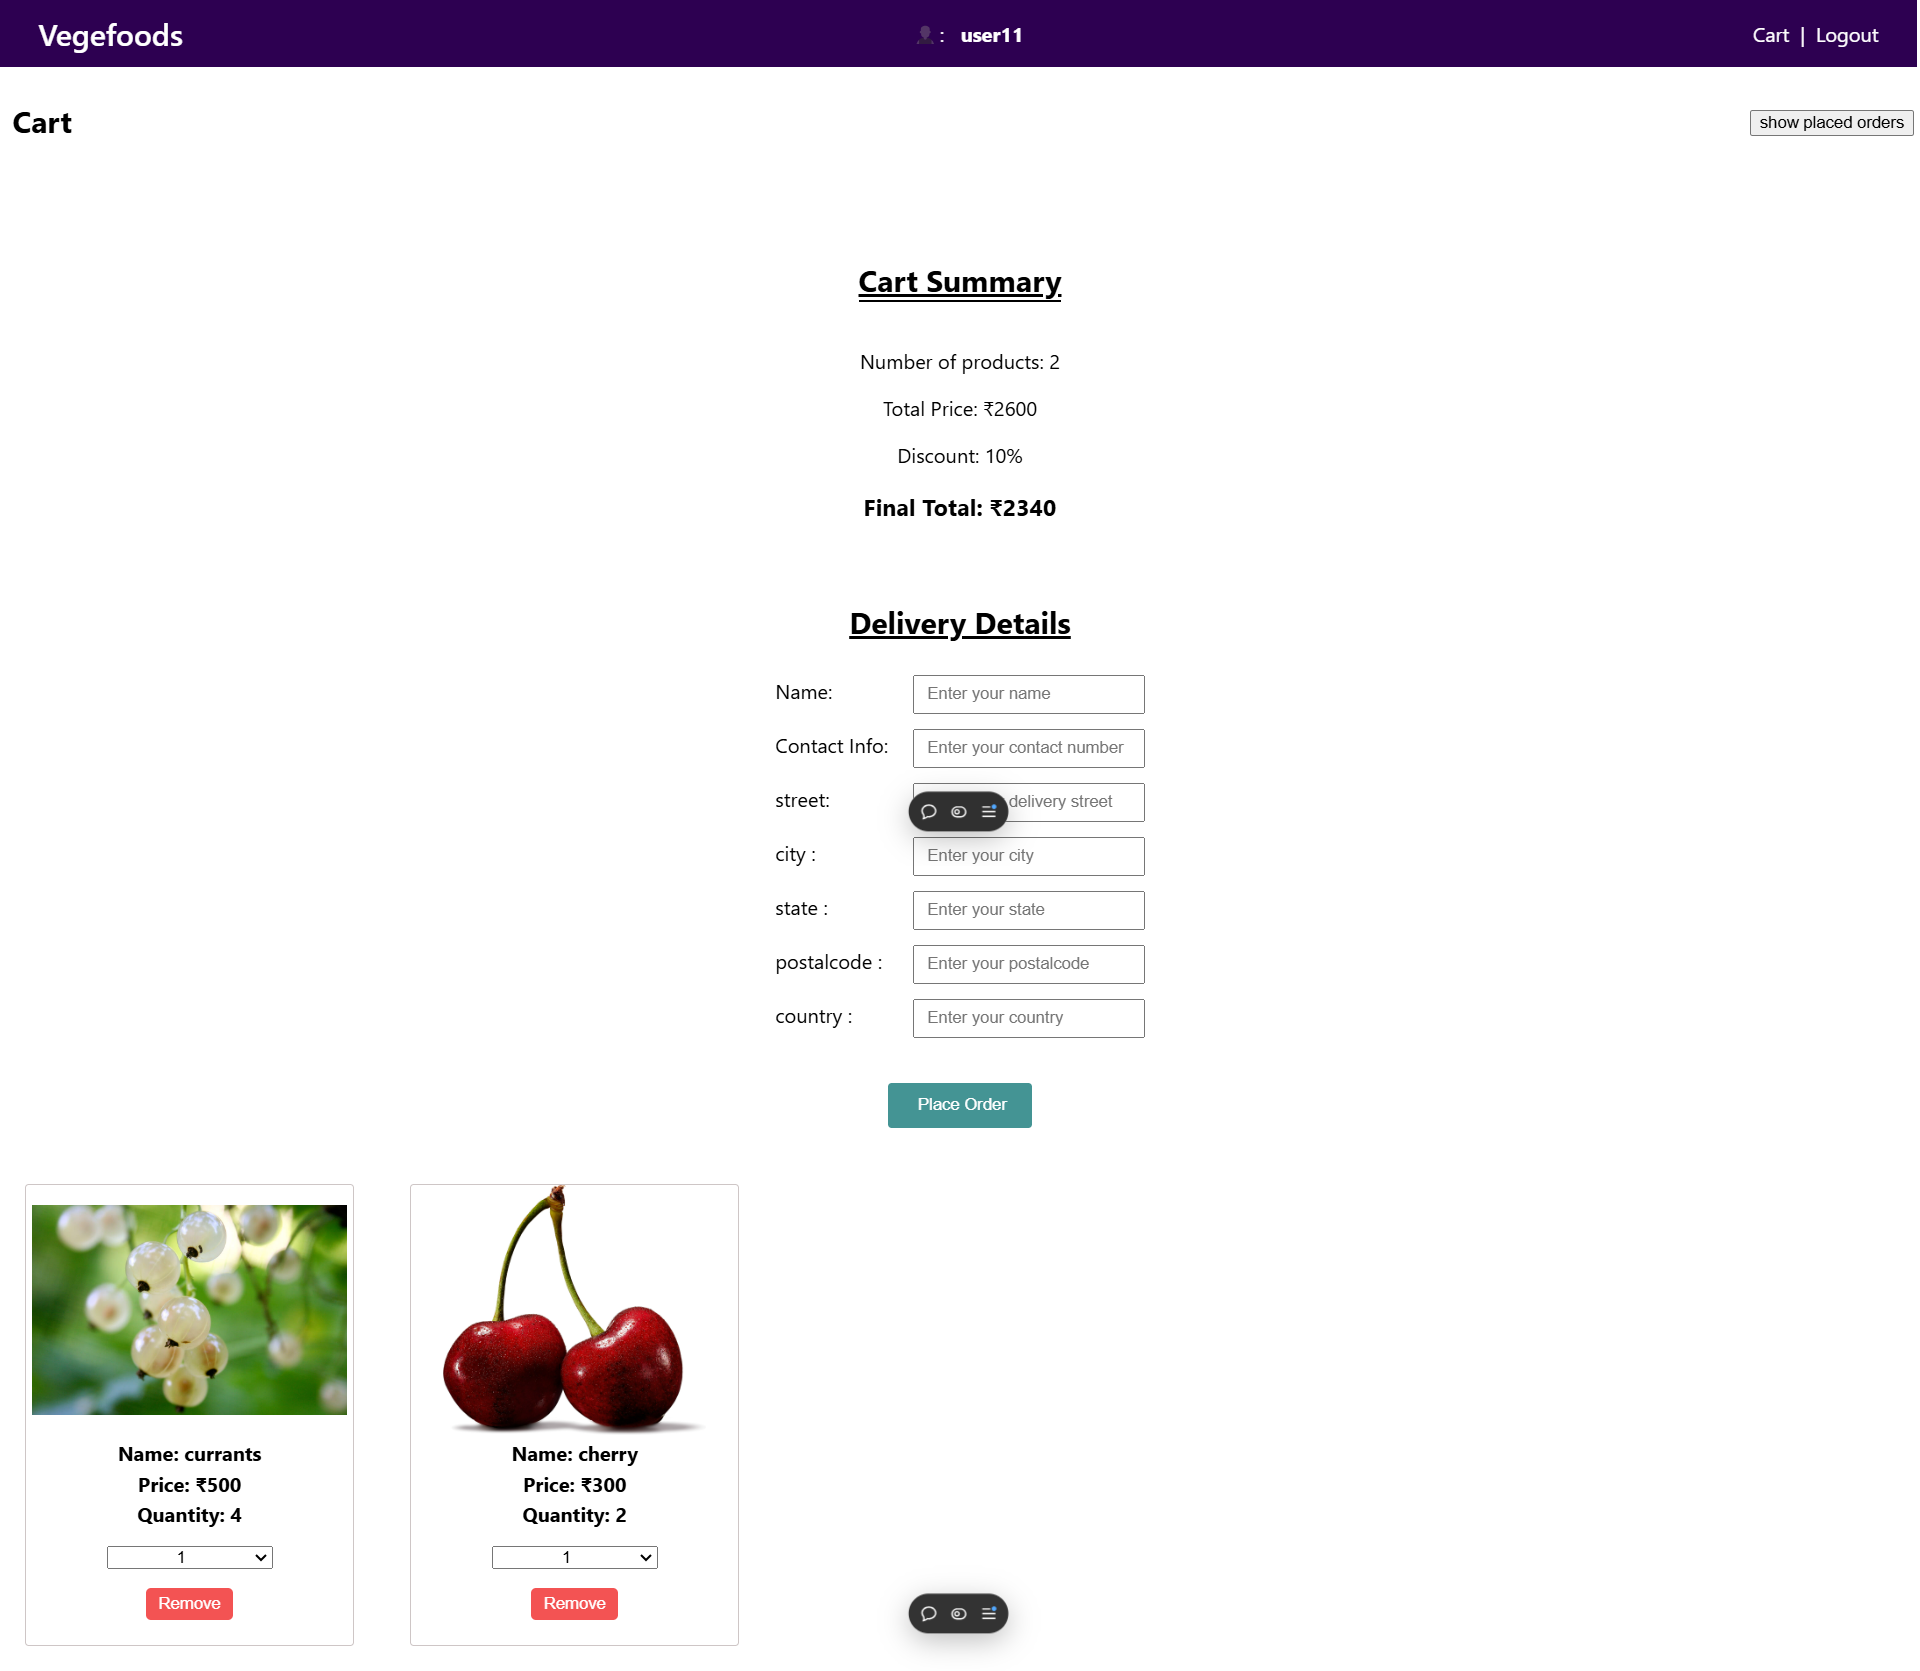 Vegefoods
: user11
Cart | Logout
Cart
show placed orders
Cart Summary
Number of products: 2
Total Price: ₹2600
Discount: 10%
Final Total: ₹2340
Delivery Details
Name: Enter your name
Contact Info: Enter your contact number
street: delivery street
city : Enter your city
state : Enter your state
postalcode : Enter your postalcode
country : Enter your country
Place Order
Name: currants
Price: ₹500
Quantity: 4
1
Remove
Name: cherry
Price: ₹300
Quantity: 2
1
Remove